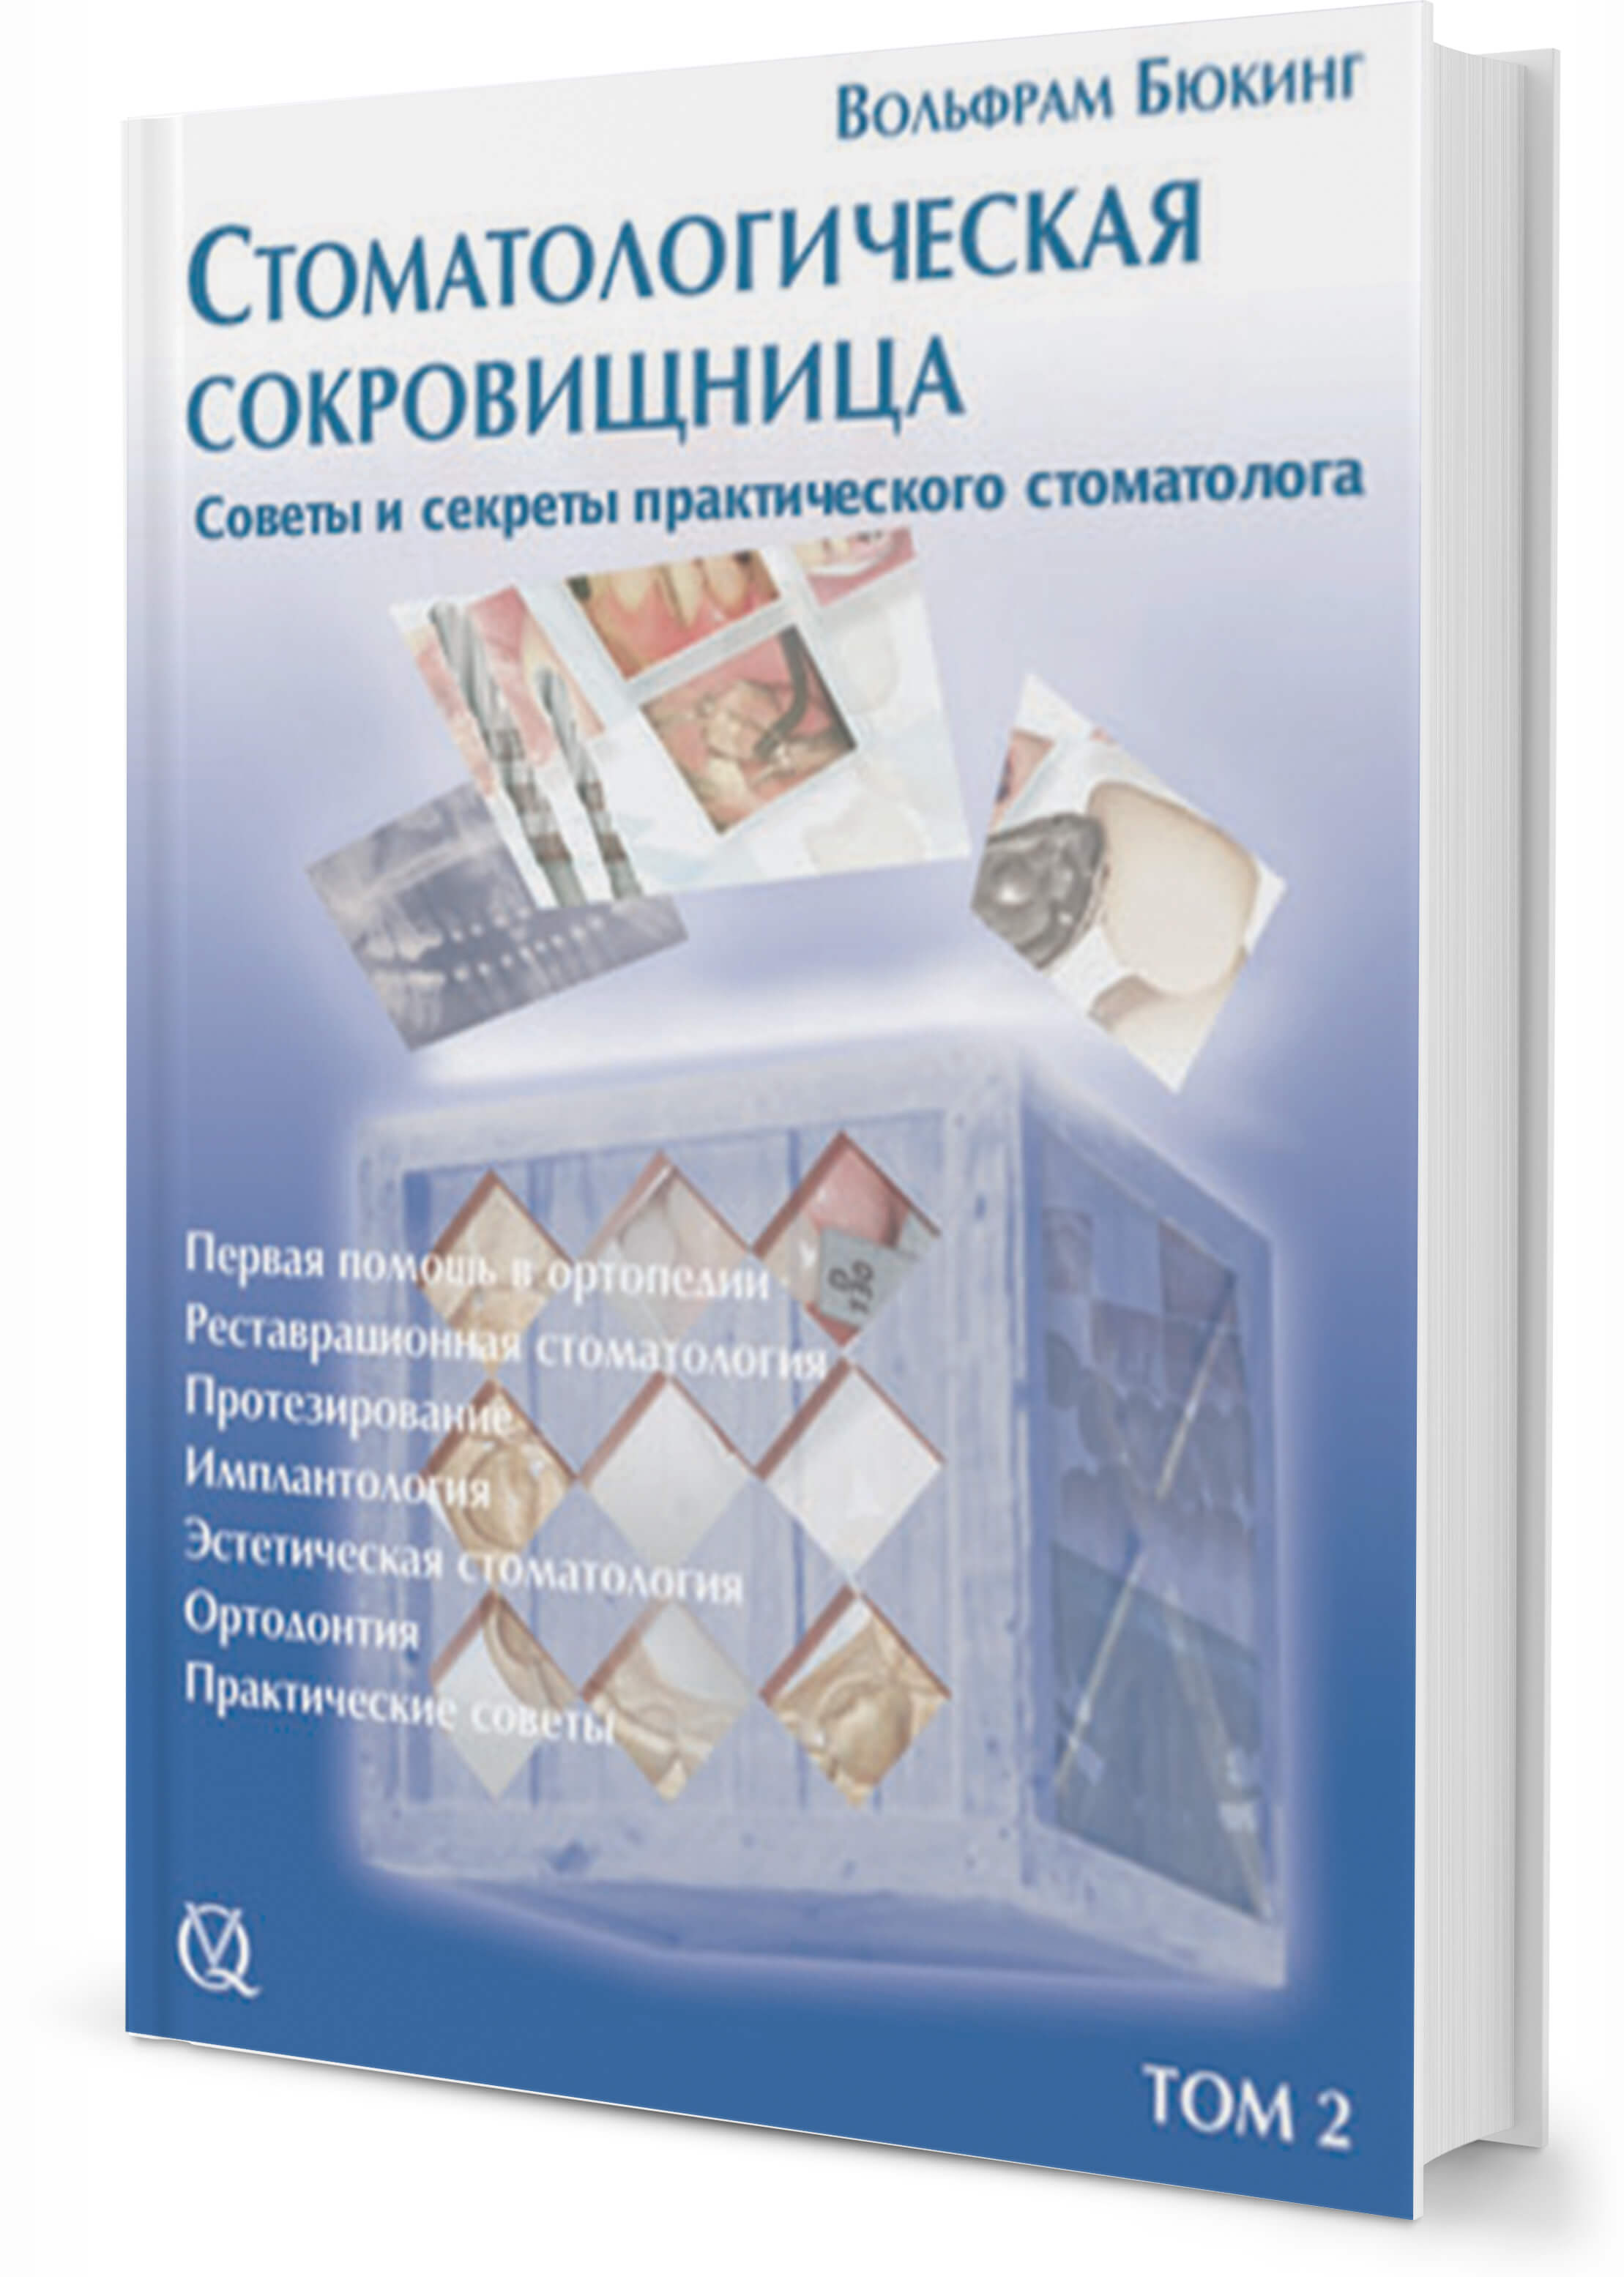 Вольфрам Бюкинг
Стоматологическая
сокровищница
Советы и секреты практического стоматолога
130
Первая помощь в ортопедии
Реставрационная стоматология
Протезирование
Имплантология
Эстетическая стоматология
Ортодонтия
Практические советы
ТОМ 2